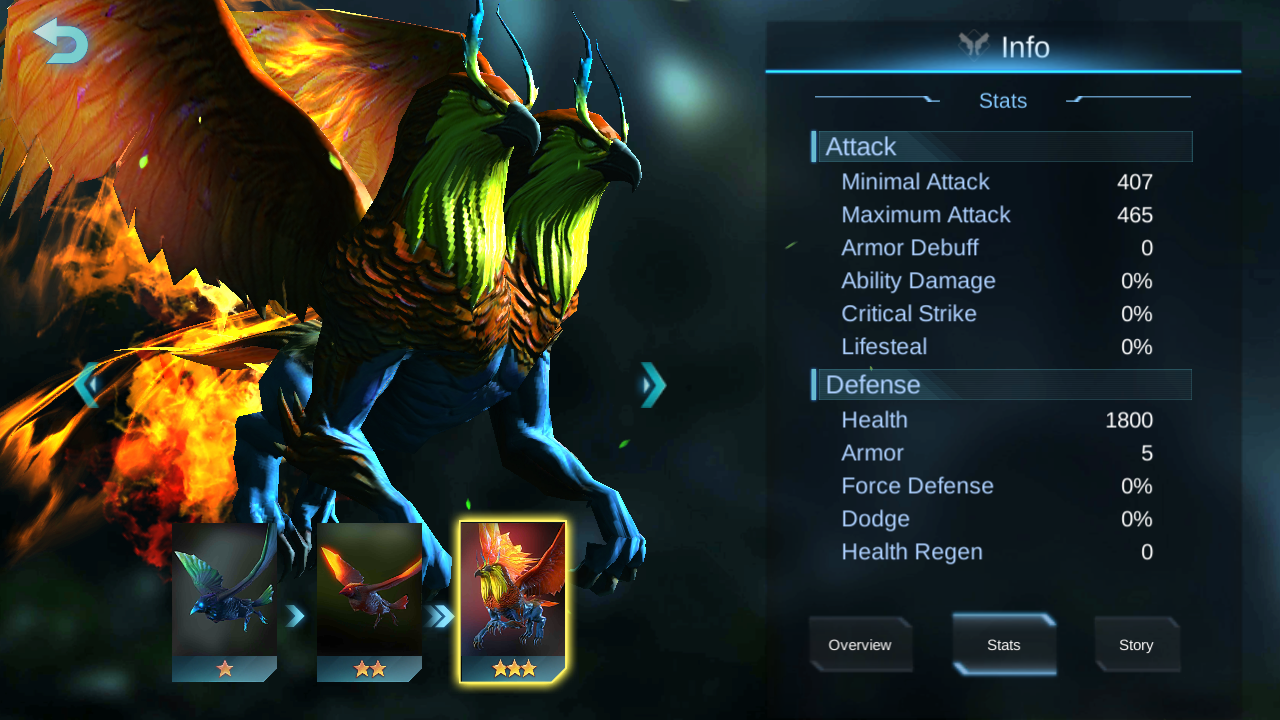 Info
Stats
Attack
Minimal Attack 407
Maximum Attack 465
Armor Debuff 0
Ability Damage 0%
Critical Strike 0%
Lifesteal 0%
Defense
Health 1800
Armor 5
Force Defense 0%
Dodge 0%
Health Regen 0
Overview Stats Story